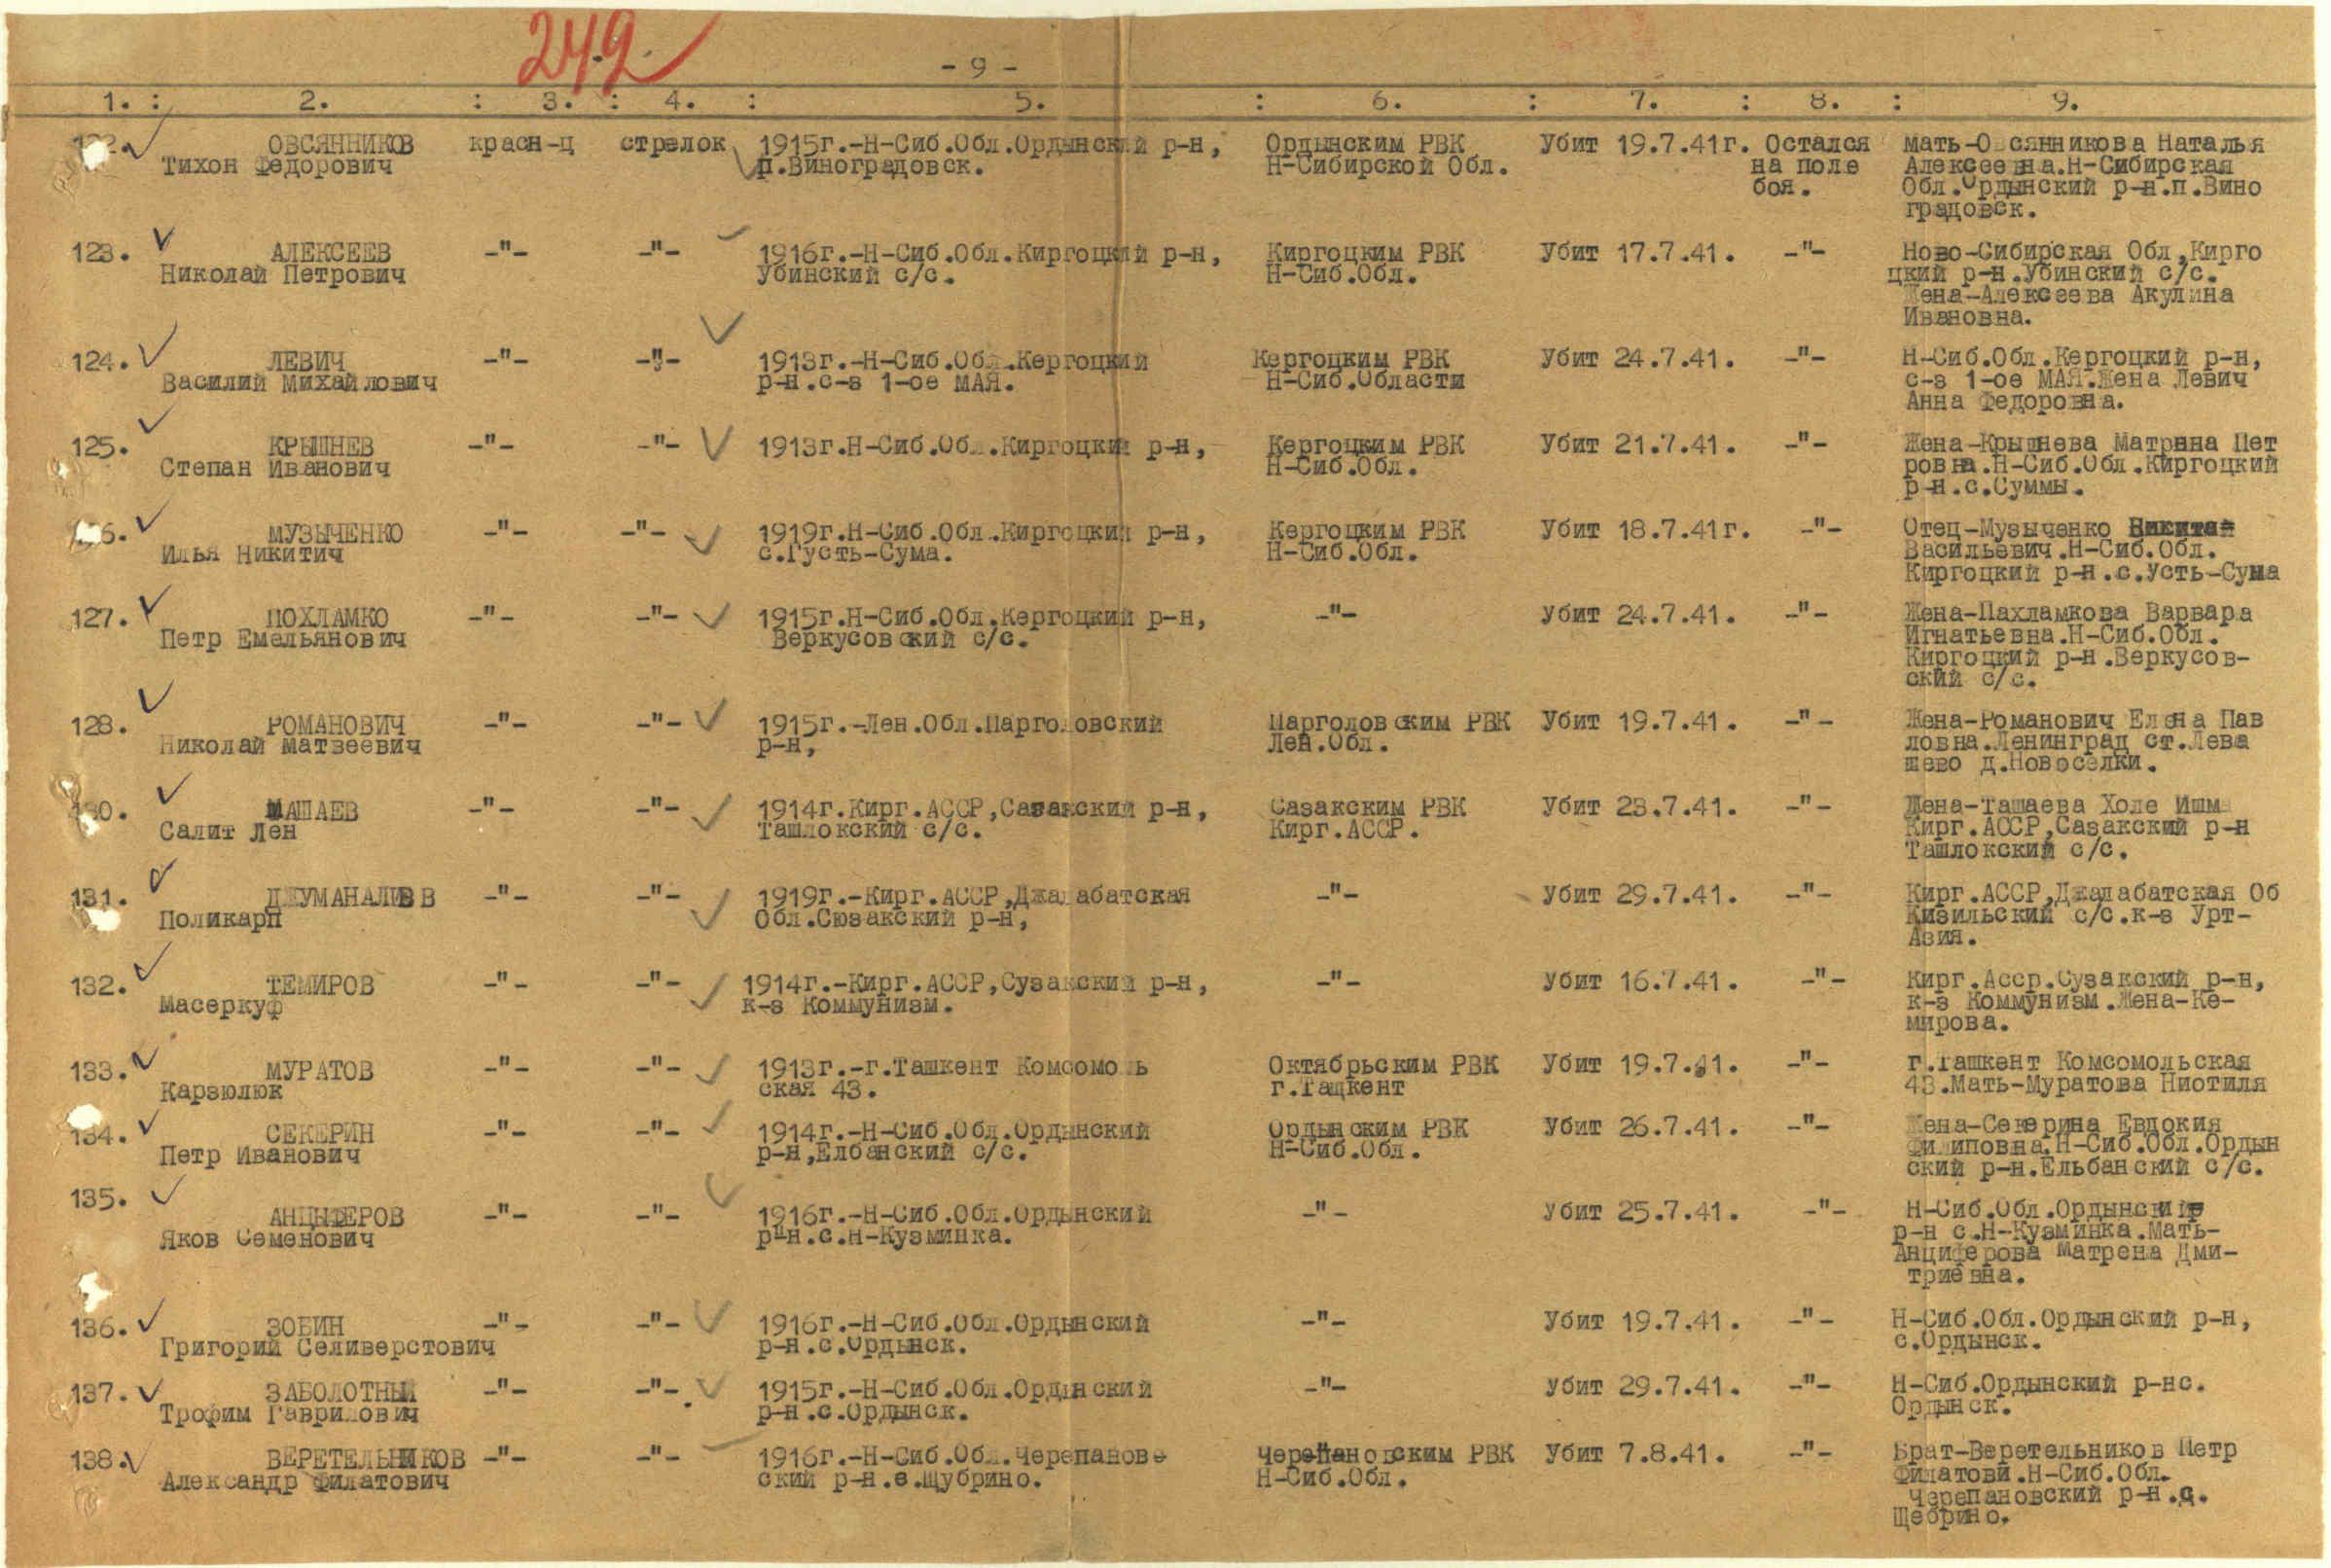 249
- 9 -
1. : 2. : 3. : 4. : 5. : 6. : 7. : 8. : 9.
ОВСЯННИКОВ красн-ц стрелок 1915г.-Н-Сиб.Обл.Ордынский р-н, Ордынским РВК Убит 19.7.41г. Остался мать-Овсянникова Наталья
Тихон Федорович п.Виноградовск. Н-Сибирской Обл. на поле Алексеевна.Н-Сибирская
боя. Обл.Ордынский р-н.п.Вино
градовск.
123. АЛЕКСЕЕВ -"- -"- 1916г.-Н-Сиб.Обл.Киргоцкий р-н, Киргоцким РВК Убит 17.7.41. -"- Ново-Сибирская Обл,Кирго
Николай Петрович Убинский с/с. Н-Сиб.Обл. цкий р-н.Убинский с/с.
Жена-Алексеева Акулина
Ивановна.
124. ЛЕВИЧ -"- -"- 1913г.-Н-Сиб.Обл.Кергоцкий Кергоцким РВК Убит 24.7.41. -"- Н-Сиб.Обл.Кергоцкий р-н,
Василий Михайлович р-н.с-з 1-ое МАЯ. Н-Сиб.Области с-з 1-ое МАЯ.Жена Левич
Анна Федоровна.
125. КРЫШНЕВ -"- -"- 1913г.Н-Сиб.Обл.Киргоцкий р-н, Кергоцким РВК Убит 21.7.41. -"- Жена-Крышнева Матрана Пет
Степан Иванович Н-Сиб.Обл. ровна.Н-Сиб.Обл.Киргоцкий
р-н.с.Суммы.
МУЗЫЧЕНКО -"- -"- 1919г.Н-Сиб.Обл.Киргоцкий р-н, Кергоцким РВК Убит 18.7.41г. -"- Отец-Музыченко Никита
Илья Никитич с.Густь-Сума. Н-Сиб.Обл. Васильевич.Н-Сиб.Обл.
Киргоцкий р-н.с.Усть-Сума
127. ПОХЛАМКО -"- -"- 1915г.Н-Сиб.Обл.Кергоцкий р-н, -"- Убит 24.7.41. -"- Жена-Пахламкова Варвара
Петр Емельянович Веркусовский с/с. Игнатьевна.Н-Сиб.Обл.
Киргоцкий р-н.Веркусов-
ский с/с.
128. РОМАНОВИЧ -"- -"- 1915г.-Лен.Обл.Парголовский Парголовским РВК Убит 19.7.41. -"- Жена-Романович Елена Пав
Николай Матвеевич р-н, Лен.Обл. ловна.Ленинград ст.Лева
шево д.Новоселки.
МАШАЕВ -"- -"- 1914г.Кирг.АССР,Сазакский р-н, Сазакским РВК Убит 23.7.41. -"- Жена-Ташаева Холе Ишма
Салит Лен Ташлокский с/с. Кирг.АССР. Кирг.АССР,Сазакский р-н
Ташлокский с/с.
131. ДЖУМАНАЛИЕВ -"- -"- 1919г.-Кирг.АССР,Джалабатская -"- Убит 29.7.41. -"- Кирг.АССР,Джалабатская Об
Поликарп Обл.Сюзакский р-н, Кизильский с/с.к-з Урт-
Азия.
132. ТЕМИРОВ -"- -"- 1914г.-Кирг.АССР,Сузакский р-н, -"- Убит 16.7.41. -"- Кирг.Асср.Сузакский р-н,
Масеркуф к-з Коммунизм. к-з Коммунизм.Жена-Ке-
мирова.
133. МУРАТОВ -"- -"- 1913г.-г.Ташкент Комсомоль Октябрьским РВК Убит 19.7.41. -"- г.Ташкент Комсомольская
Карзюлюк ская 43. г.Ташкент 43.Мать-Муратова Ниотиля
134. СЕКЕРИН -"- -"- 1914г.-Н-Сиб.Обл.Ордынский Ордынским РВК Убит 26.7.41. -"- Жена-Секерина Евдокия
Петр Иванович р-н,Елбанский с/с. Н-Сиб.Обл. Филиповна.Н-Сиб.Обл.Ордын
ский р-н.Ельбанский с/с.
135. АНЦЫФЕРОВ -"- -"- 1916г.-Н-Сиб.Обл.Ордынский -"- Убит 25.7.41. -"- Н-Сиб.Обл.Ордынский
Яков Семенович р-н.с.Н-Кузминка. р-н с.Н-Кузминка.Мать-
Анциферова Матрена Дми-
триевна.
136. ЗОБИН -"- -"- 1916г.-Н-Сиб.Обл.Ордынский -"- Убит 19.7.41. -"- Н-Сиб.Обл.Ордынский р-н,
Григорий Селиверстович р-н.с.Ордынск. с.Ордынск.
137. ЗАБОЛОТНЫЙ -"- -"- 1915г.-Н-Сиб.Обл.Ордынский -"- Убит 29.7.41. -"- Н-Сиб.Ордынский р-нс.
Трофим Гаврилович р-н.с.Ордынск. Ордынск.
138. ВЕРЕТЕЛЬНИКОВ -"- -"- 1916г.-Н-Сиб.Обл.Черепанов- Черепановским РВК Убит 7.8.41. -"- Брат-Веретельников Петр
Александр Филатович ский р-н.с.Щубрино. Н-Сиб.Обл. Филатови.Н-Сиб.Обл.
Черепановский р-н.с.
Щебрино.